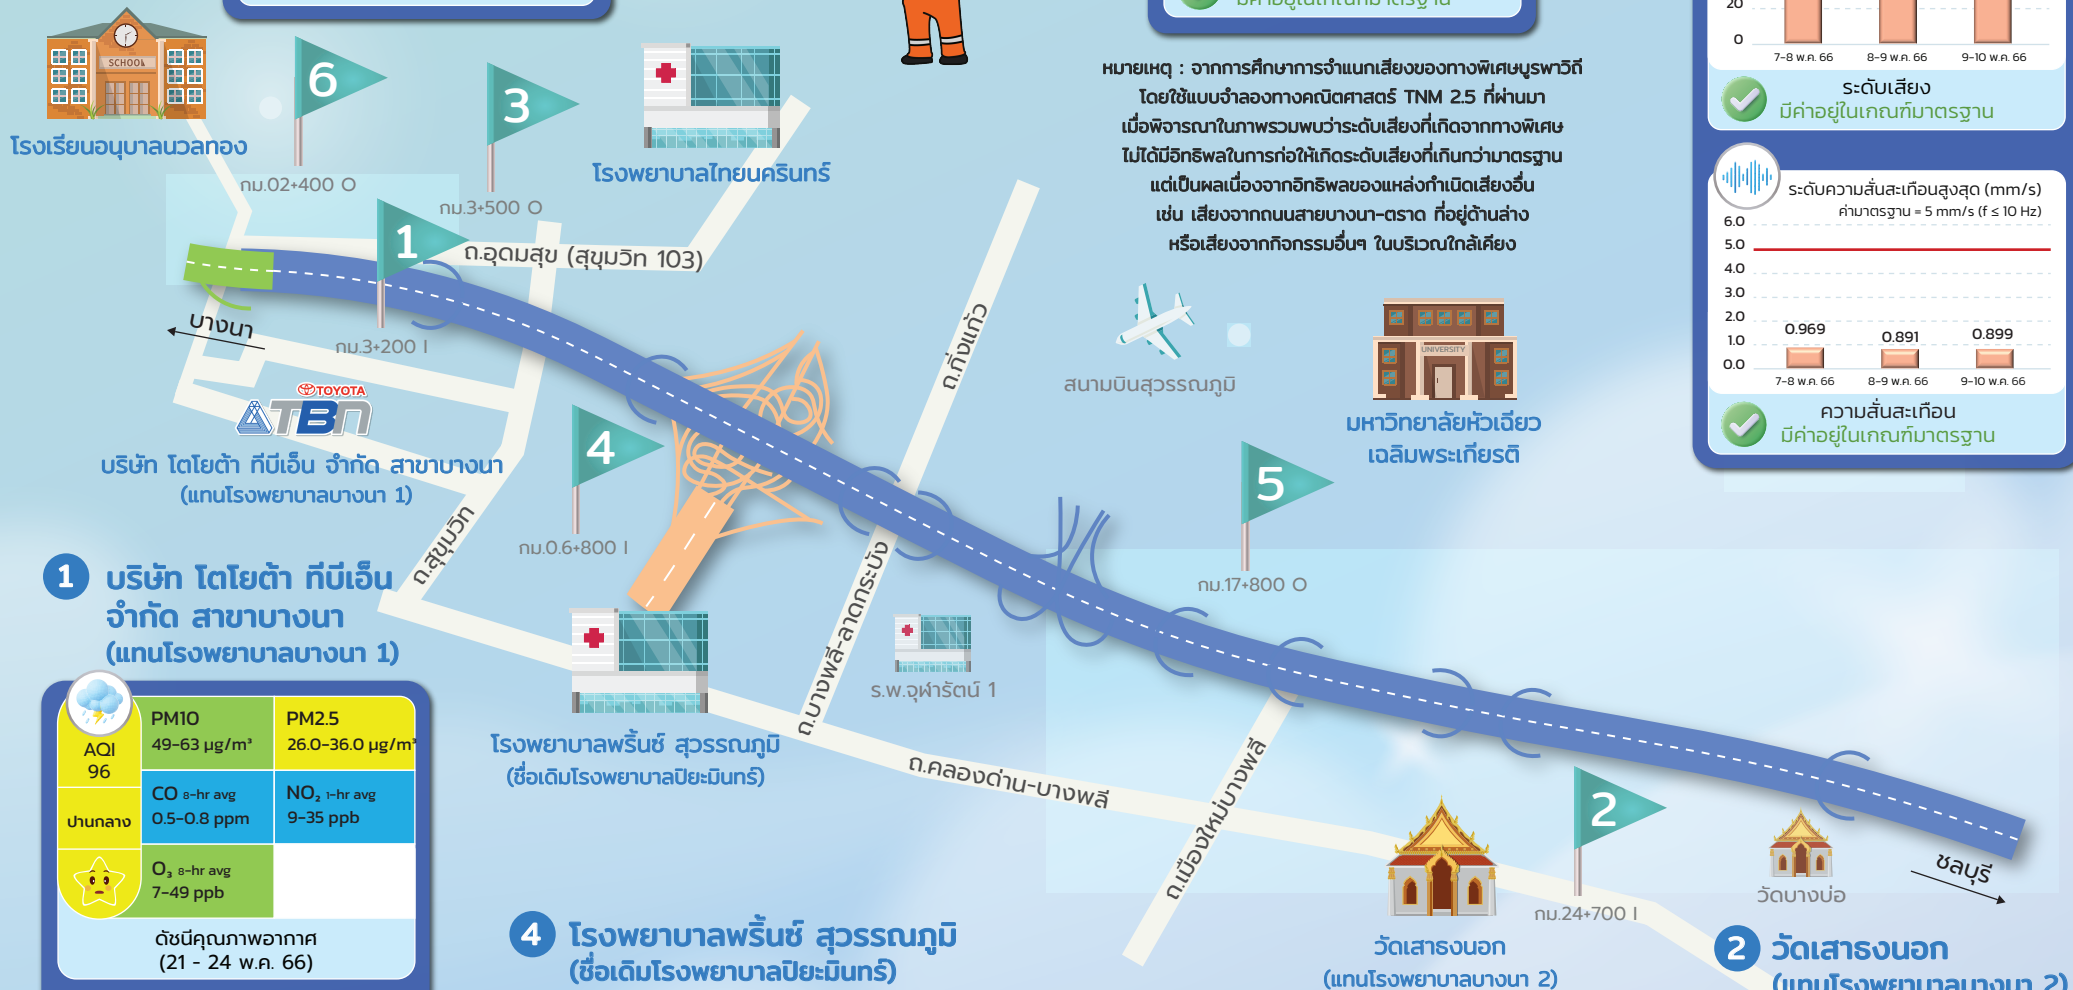 มีค่าอยู่ในเกณฑ์มาตรฐาน
20
0
7-8 พ.ค. 66
8-9 พ.ค. 66
9-10 พ.ค. 66
ระดับเสียง
มีค่าอยู่ในเกณฑ์มาตรฐาน
SCHOOL
โรงเรียนอนุบาลนวลทอง
6
กม.02+400 O
3
กม.3+500 O
โรงพยาบาลไทยนครินทร์
หมายเหตุ : จากการศึกษาการจำแนกเสียงของทางพิเศษบูรพาวิถี
โดยใช้แบบจำลองทางคณิตศาสตร์ TNM 2.5 ที่ผ่านมา
เมื่อพิจารณาในภาพรวมพบว่าระดับเสียงที่เกิดจากทางพิเศษ
ไม่ได้มีอิทธิพลในการก่อให้เกิดระดับเสียงที่เกินกว่ามาตรฐาน
แต่เป็นผลเนื่องจากอิทธิพลของแหล่งกำเนิดเสียงอื่น
เช่น เสียงจากถนนสายบางนา-ตราด ที่อยู่ด้านล่าง
หรือเสียงจากกิจกรรมอื่นๆ ในบริเวณใกล้เคียง
ระดับความสั่นสะเทือนสูงสุด (mm/s)
ค่ามาตรฐาน = 5 mm/s (f ≤ 10 Hz)
6.0
5.0
4.0
3.0
2.0
1.0
0.0
0.969
0.891
0.899
7-8 พ.ค. 66
8-9 พ.ค. 66
9-10 พ.ค. 66
ความสั่นสะเทือน
มีค่าอยู่ในเกณฑ์มาตรฐาน
1
กม.3+200 I
ถ.อุดมสุข (สุขุมวิท 103)
บางนา
TOYOTA
TBN
บริษัท โตโยต้า ทีบีเอ็น จำกัด สาขาบางนา
(แทนโรงพยาบาลบางนา 1)
ถ.สุขุมวิท
4
กม.0.6+800 I
ถ.กิ่งแก้ว
สนามบินสุวรรณภูมิ
UNIVERSITY
มหาวิทยาลัยหัวเฉียว
เฉลิมพระเกียรติ
5
กม.17+800 O
ถ.บางพลี-ลาดกระบัง
ร.พ.จุฬารัตน์ 1
โรงพยาบาลพริ้นซ์ สุวรรณภูมิ
(ชื่อเดิมโรงพยาบาลปิยะมินทร์)
ถ.คลองด่าน-บางพลี
ถ.เมืองใหม่บางพลี
2
กม.24+700 I
วัดบางบ่อ
ชลบุรี
วัดเสาธงนอก
(แทนโรงพยาบาลบางนา 2)
1 บริษัท โตโยต้า ทีบีเอ็น
จำกัด สาขาบางนา
(แทนโรงพยาบาลบางนา 1)
AQI
96
ปานกลาง
PM10
49-63 µg/m³
PM2.5
26.0-36.0 µg/m³
CO 8-hr avg
0.5-0.8 ppm
NO₂ 1-hr avg
9-35 ppb
O₃ 8-hr avg
7-49 ppb
ดัชนีคุณภาพอากาศ
(21 - 24 พ.ค. 66)
4 โรงพยาบาลพริ้นซ์ สุวรรณภูมิ
(ชื่อเดิมโรงพยาบาลปิยะมินทร์)
2 วัดเสาธงนอก
(แทนโรงพยาบาลบางนา 2)